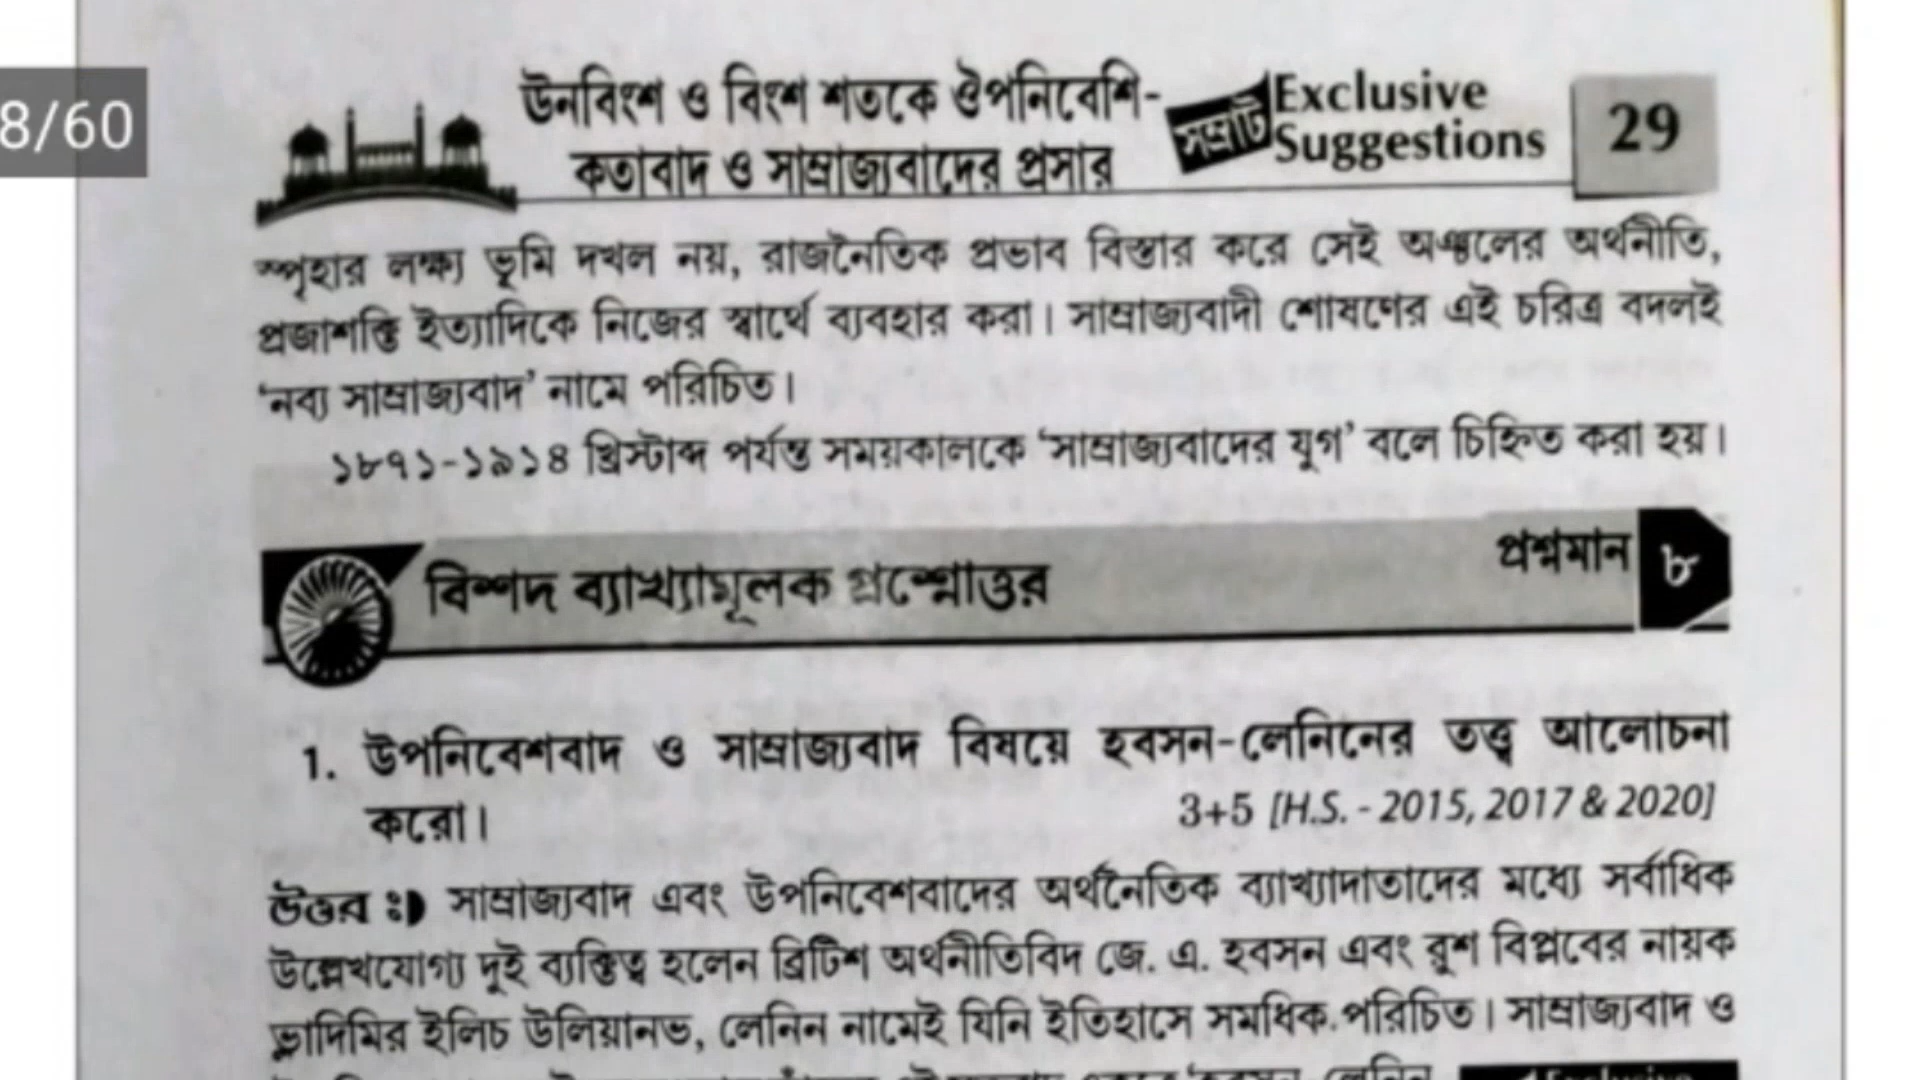 8/60
ঊনবিংশ ও বিংশ শতকে ঔপনিবেশি-
কতাবাদ ও সাম্রাজ্যবাদের প্রসার
সম্রাট
Exclusive
Suggestions
29
স্পৃহার লক্ষ্য ভূমি দখল নয়, রাজনৈতিক প্রভাব বিস্তার করে সেই অঞ্চলের অর্থনীতি,
প্রজাশক্তি ইত্যাদিকে নিজের স্বার্থে ব্যবহার করা। সাম্রাজ্যবাদী শোষণের এই চরিত্র বদলই
‘নব্য সাম্রাজ্যবাদ’ নামে পরিচিত।
১৮৭১-১৯১৪ খ্রিস্টাব্দ পর্যন্ত সময়কালকে ‘সাম্রাজ্যবাদের যুগ’ বলে চিহ্নিত করা হয়।
বিশদ ব্যাখ্যামূলক প্রশ্নোত্তর
প্রশ্নমান ৮
1. উপনিবেশবাদ ও সাম্রাজ্যবাদ বিষয়ে হবসন-লেনিনের তত্ত্ব আলোচনা
করো। 3+5 [H.S. - 2015, 2017 & 2020]
উত্তর ঃ সাম্রাজ্যবাদ এবং উপনিবেশবাদের অর্থনৈতিক ব্যাখ্যাদাতাদের মধ্যে সর্বাধিক
উল্লেখযোগ্য দুই ব্যক্তিত্ব হলেন ব্রিটিশ অর্থনীতিবিদ জে. এ. হবসন এবং রুশ বিপ্লবের নায়ক
ভ্লাদিমির ইলিচ উলিয়ানভ, লেনিন নামেই যিনি ইতিহাসে সমধিক পরিচিত। সাম্রাজ্যবাদ ও